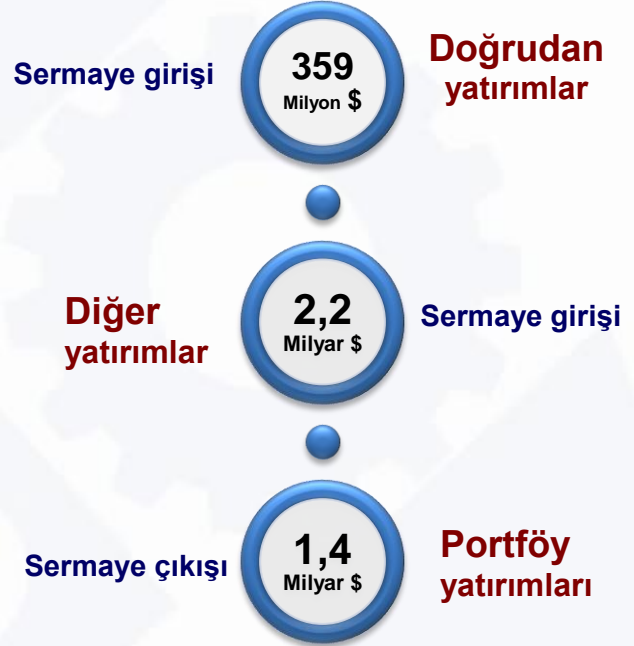 Sermaye girişi
359
Milyon $
Doğrudan
yatırımlar
Diğer
yatırımlar
2,2
Milyar $
Sermaye girişi
Sermaye çıkışı
1,4
Milyar $
Portföy
yatırımları